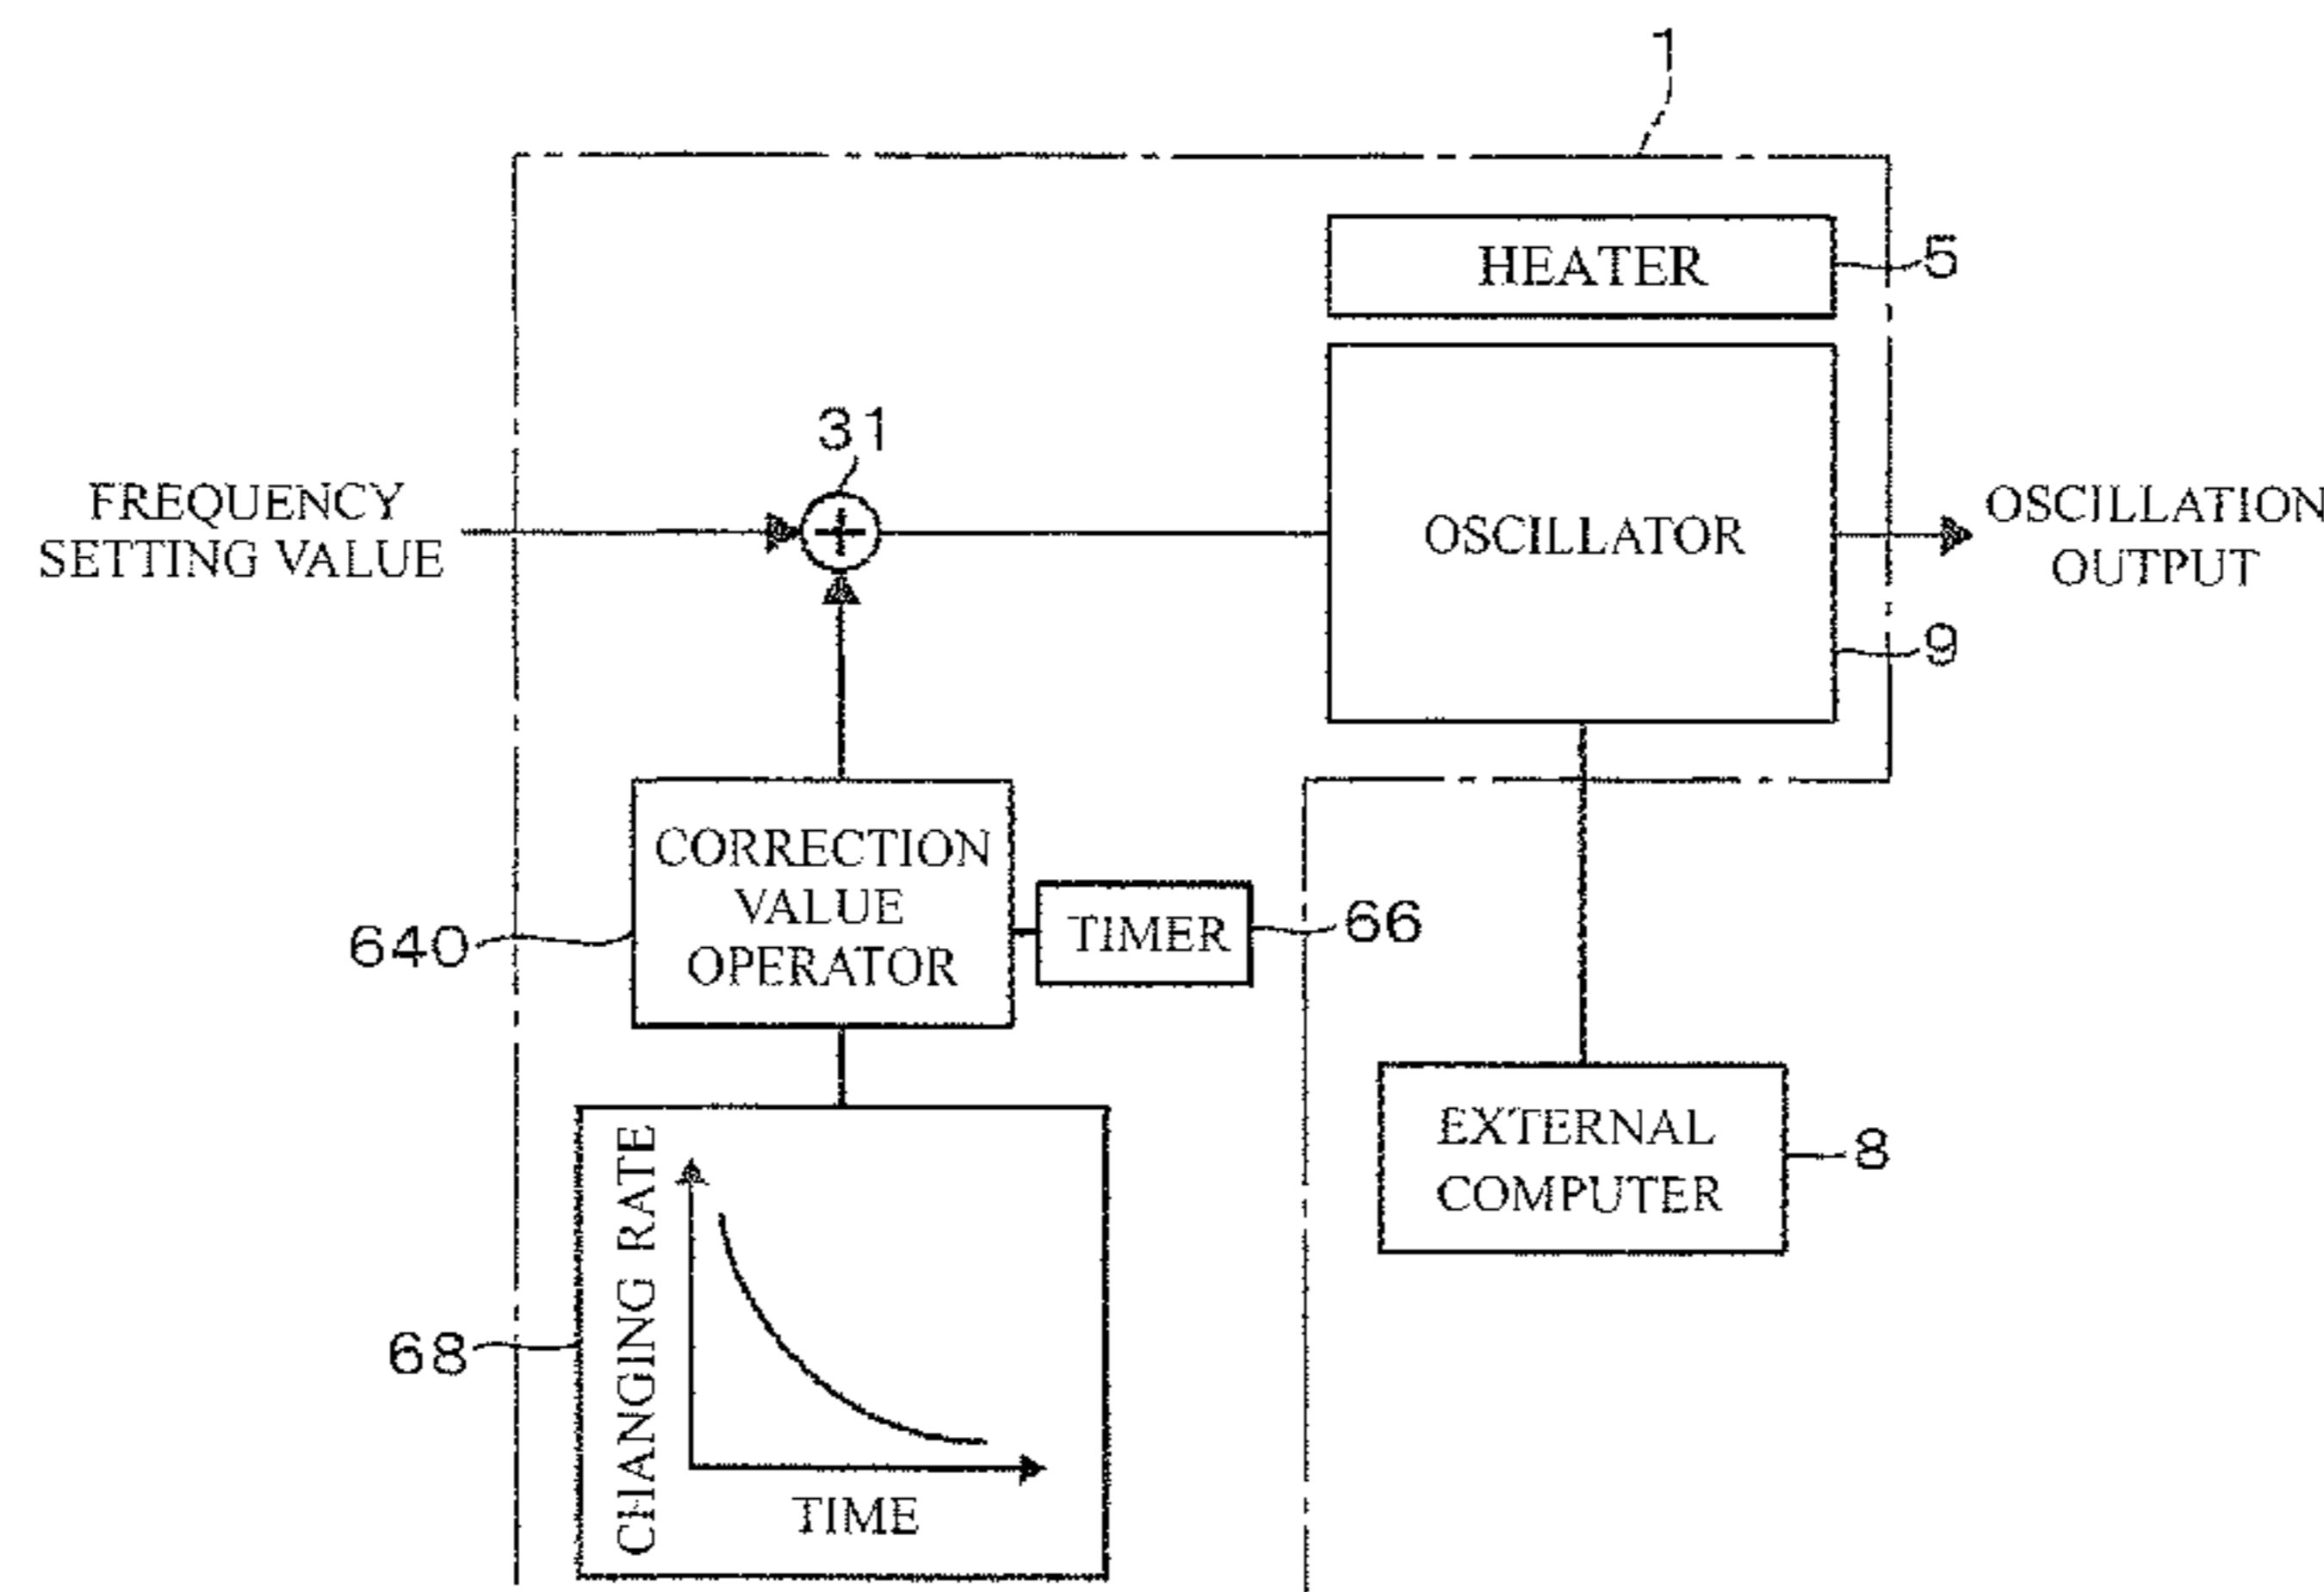 1
HEATER
5
31
FREQUENCY
SETTING VALUE
OSCILLATOR
OSCILLATION
OUTPUT
9
CORRECTION
VALUE
OPERATOR
640
TIMER
66
EXTERNAL
COMPUTER
8
68
CHANGING RATE
TIME